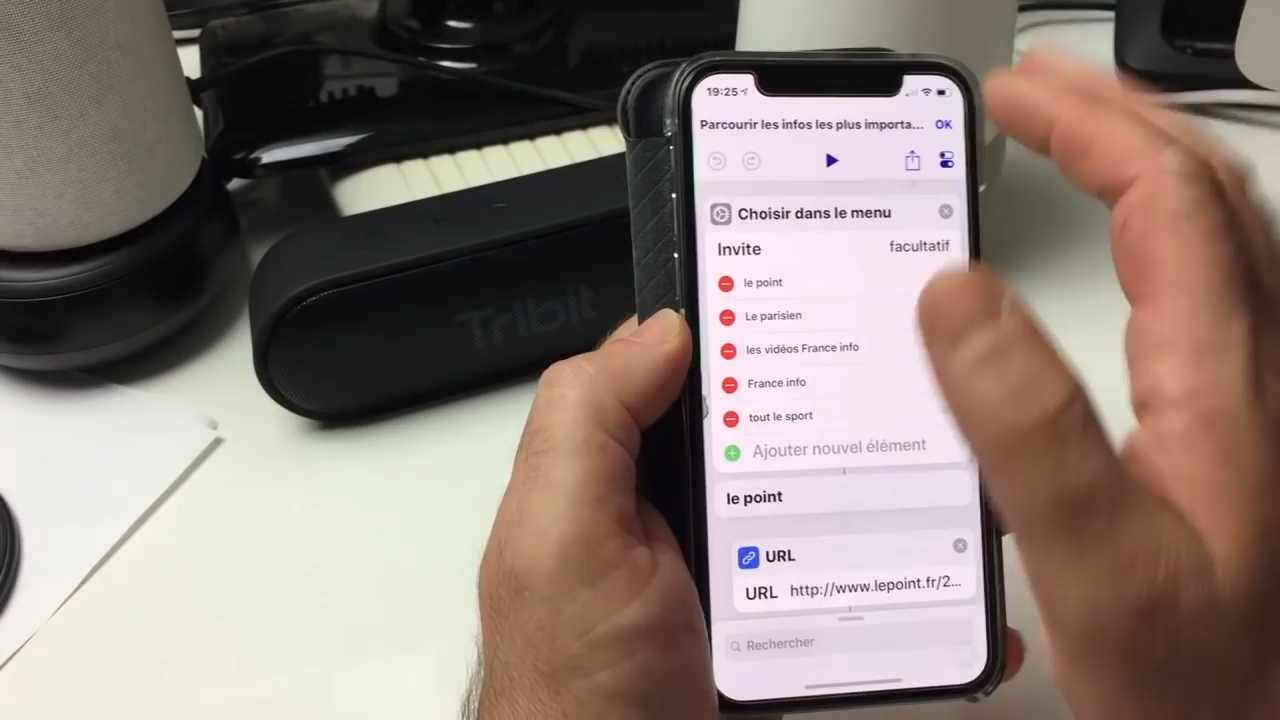 19:25
Parcourir les infos les plus importa... OK
Choisir dans le menu
Invite facultatif
le point
Le parisien
les vidéos France info
France info
tout le sport
Ajouter nouvel élément
le point
URL
URL http://www.lepoint.fr/2...
Rechercher
Tribit